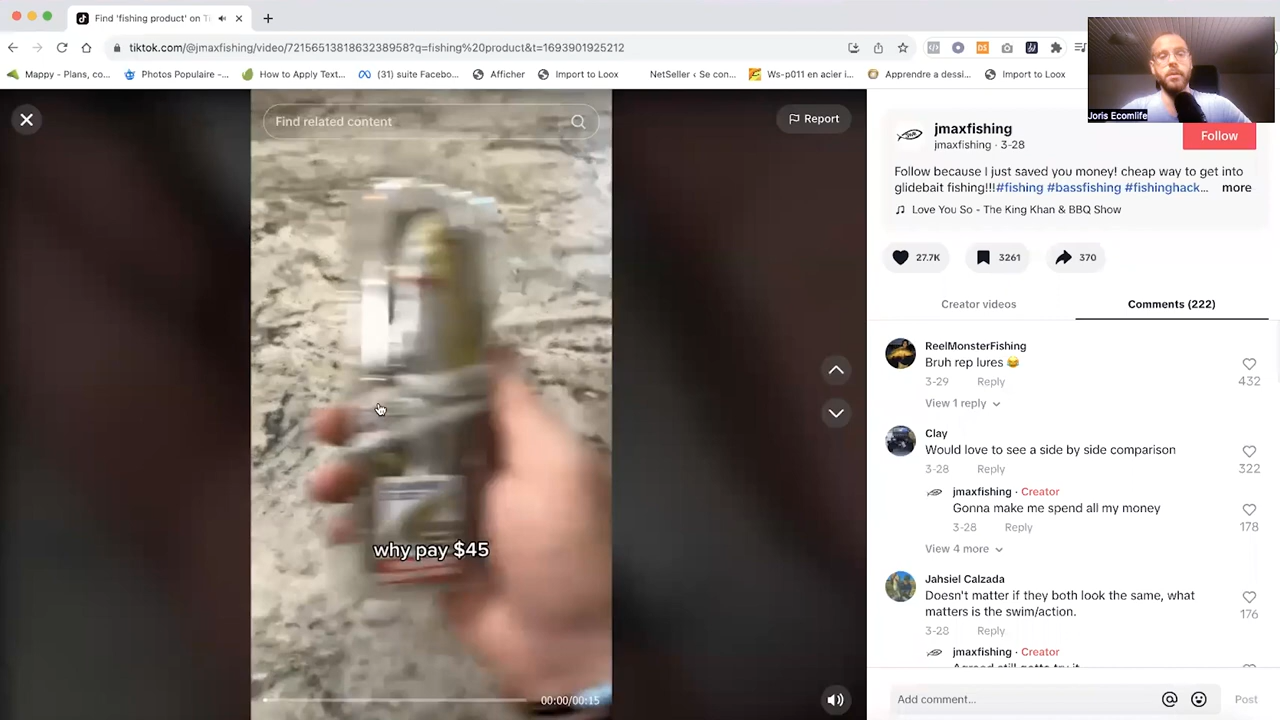 Find 'fishing product' on Ti
tiktok.com/@jmaxfishing/video/7215651381863238958?q=fishing%20product&t=1693901925212
Mappy - Plans, co...
Photos Populaire -...
How to Apply Text...
(31) suite Facebo...
Afficher
Import to Loox
NetSeller ‹ Se con...
Ws-p011 en acier i...
Apprendre a dessi...
Import to Loox
Joris Ecomlife
Find related content
Report
why pay $45
00:00/00:15
jmaxfishing
jmaxfishing · 3-28
Follow
Follow because I just saved you money! cheap way to get into
glidebait fishing!!!#fishing #bassfishing #fishinghack... more
Love You So - The King Khan & BBQ Show
27.7K
3261
370
Creator videos
Comments (222)
ReelMonsterFishing
Bruh rep lures 😂
3-29 Reply
432
View 1 reply
Clay
Would love to see a side by side comparison
3-28 Reply
322
jmaxfishing · Creator
Gonna make me spend all my money
3-28 Reply
178
View 4 more
Jahsiel Calzada
Doesn't matter if they both look the same, what
matters is the swim/action.
3-28 Reply
176
jmaxfishing · Creator
Add comment...
Post